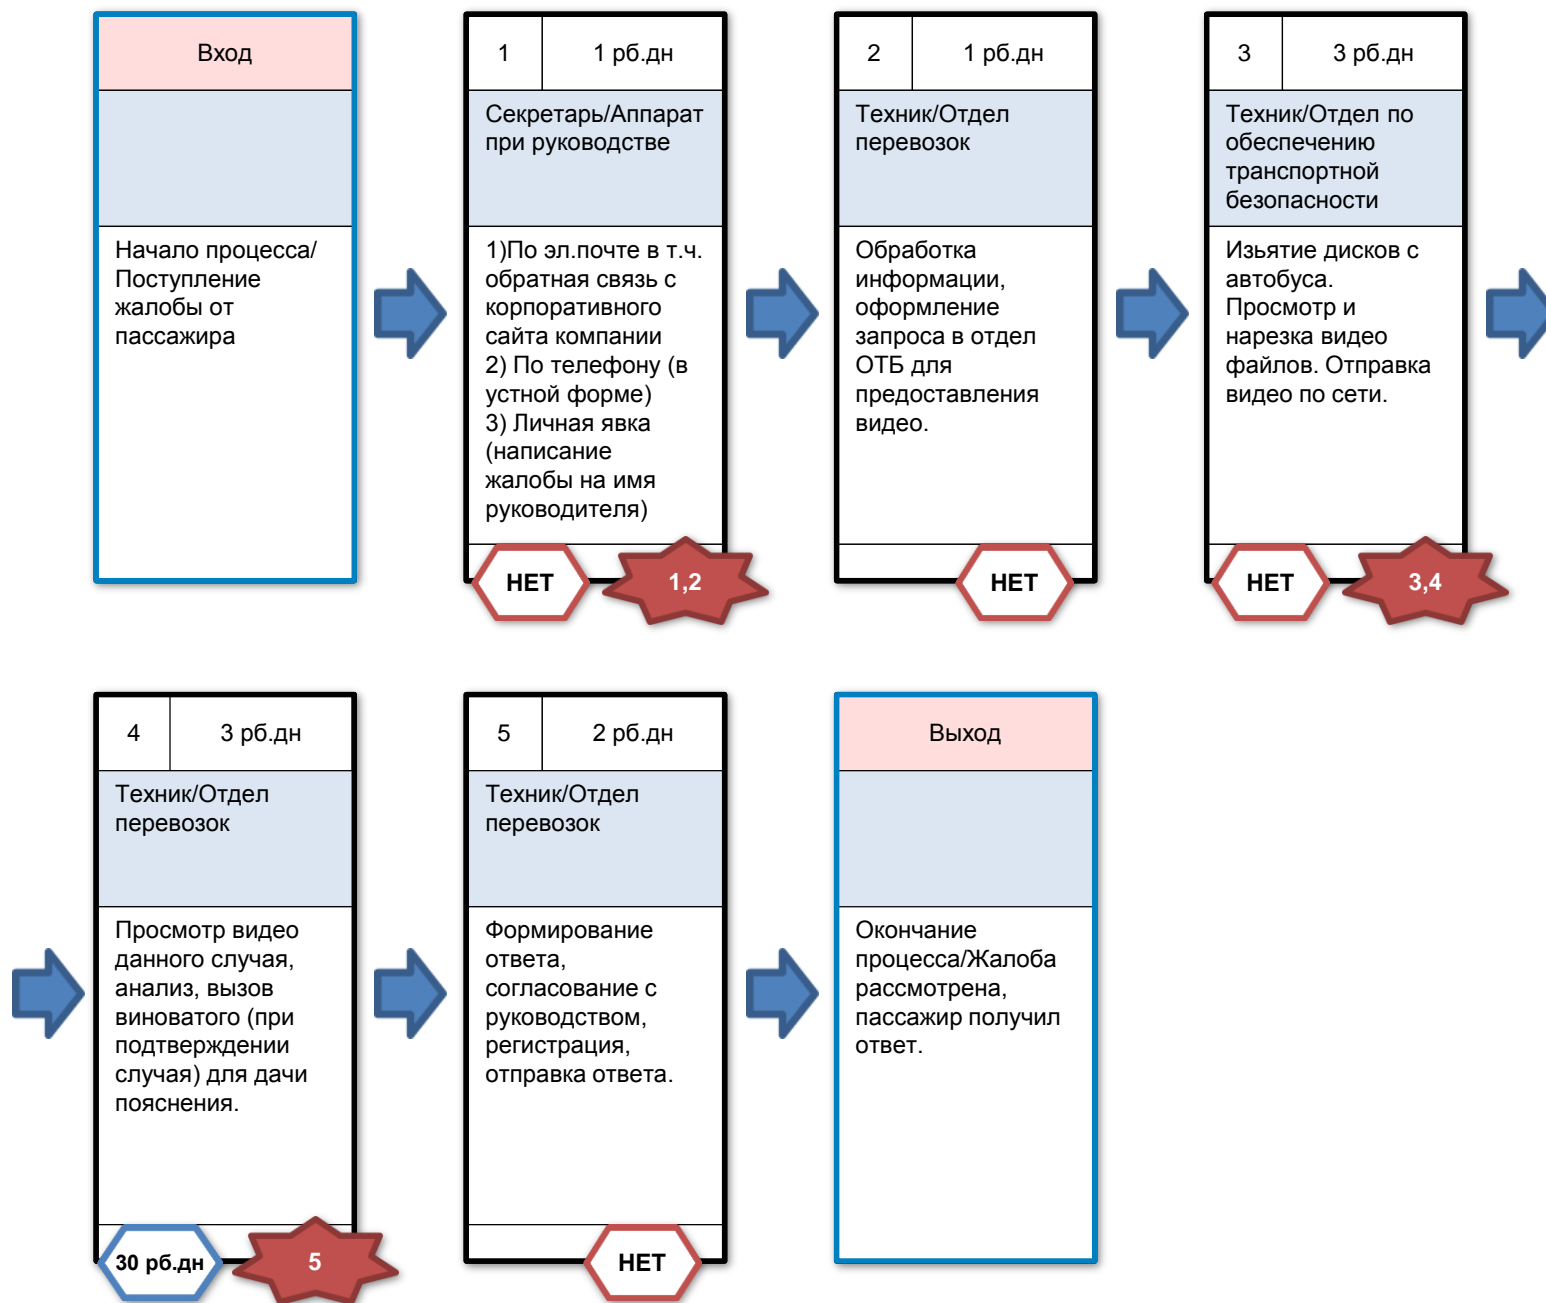 Вход
Начало процесса/
Поступление
жалобы от
пассажира
1
1 рб.дн
Секретарь/Аппарат
при руководстве
1)По эл.почте в т.ч.
обратная связь с
корпоративного
сайта компании
2) По телефону (в
устной форме)
3) Личная явка
(написание
жалобы на имя
руководителя)
НЕТ
1,2
2
1 рб.дн
Техник/Отдел
перевозок
Обработка
информации,
оформление
запроса в отдел
ОТБ для
предоставления
видео.
НЕТ
3
3 рб.дн
Техник/Отдел по
обеспечению
транспортной
безопасности
Изьятие дисков с
автобуса.
Просмотр и
нарезка видео
файлов. Отправка
видео по сети.
НЕТ
3,4
4
3 рб.дн
Техник/Отдел
перевозок
Просмотр видео
данного случая,
анализ, вызов
виноватого (при
подтверждении
случая) для дачи
пояснения.
30 рб.дн
5
5
2 рб.дн
Техник/Отдел
перевозок
Формирование
ответа,
согласование с
руководством,
регистрация,
отправка ответа.
НЕТ
Выход
Окончание
процесса/Жалоба
рассмотрена,
пассажир получил
ответ.